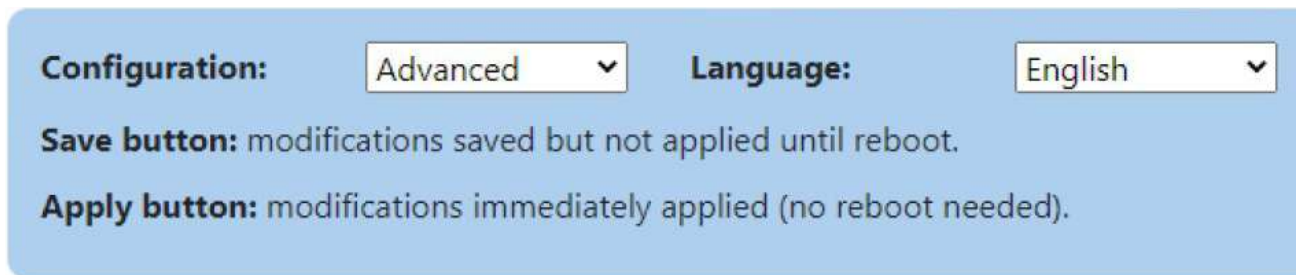 Configuration: Advanced Language: English
Save button: modifications saved but not applied until reboot.
Apply button: modifications immediately applied (no reboot needed).